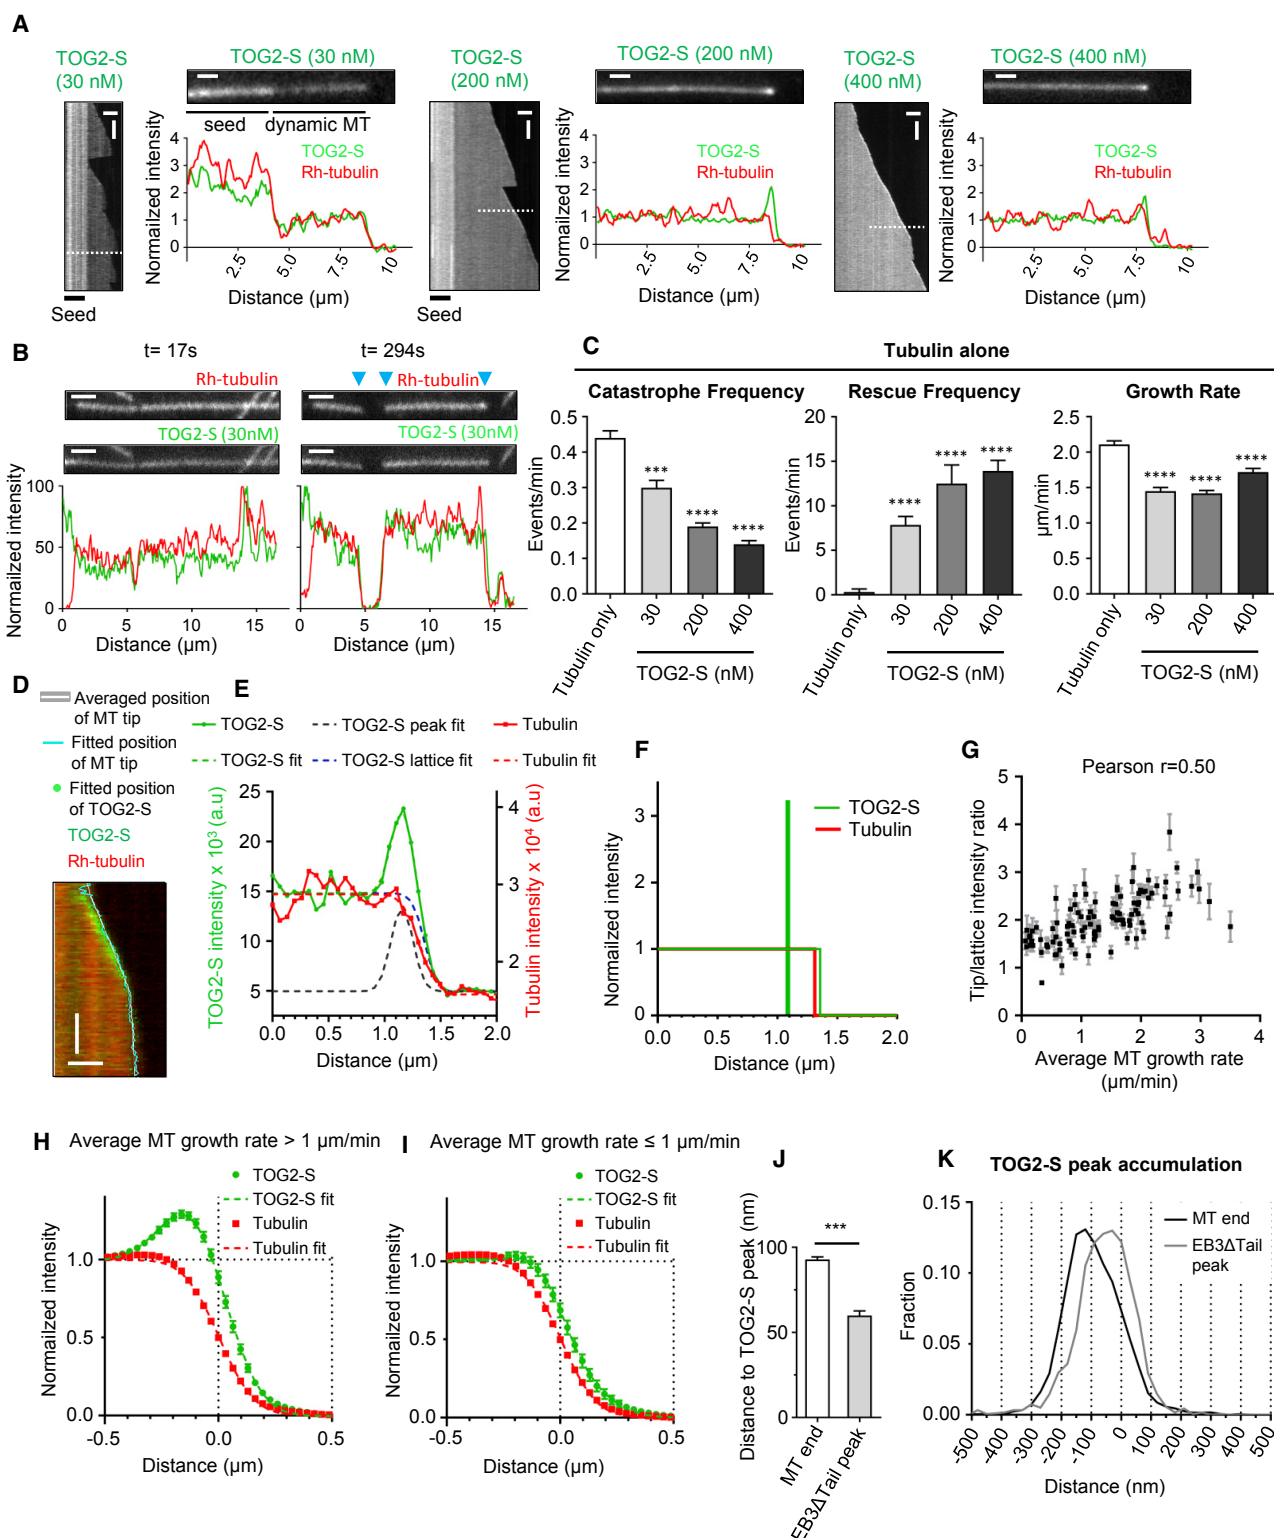 A
TOG2-S
(30 nM)
TOG2-S (30 nM)
seed
dynamic MT
Normalized intensity
4
3
2
1
0
TOG2-S
Rh-tubulin
2.5
5.0
7.5
10
Distance (µm)
Seed
TOG2-S
(200 nM)
TOG2-S (200 nM)
Normalized intensity
4
3
2
1
0
TOG2-S
Rh-tubulin
2.5
5.0
7.5
10
Distance (µm)
Seed
TOG2-S
(400 nM)
TOG2-S (400 nM)
Normalized intensity
4
3
2
1
0
TOG2-S
Rh-tubulin
2.5
5.0
7.5
10
Distance (µm)
B
t= 17s
t= 294s
Rh-tubulin
Rh-tubulin
TOG2-S (30nM)
TOG2-S (30nM)
Normailzed intensity
100
50
0
0
5
10
15
Distance (µm)
0
5
10
15
Distance (µm)
C
Tubulin alone
Catastrophe Frequency
Events/min
0.5
0.4
0.3
0.2
0.1
0.0
***
****
****
Tubulin only
30
200
400
TOG2-S (nM)
Rescue Frequency
Events/min
20
15
10
5
0
****
****
****
Tubulin only
30
200
400
TOG2-S (nM)
Growth Rate
µm/min
2.5
2.0
1.5
1.0
0.5
0.0
****
****
****
Tubulin only
30
200
400
TOG2-S (nM)
D
Averaged position
of MT tip
Fitted position
of MT tip
Fitted position
of TOG2-S
TOG2-S
Rh-tubulin
E
TOG2-S
TOG2-S peak fit
Tubulin
TOG2-S fit
TOG2-S lattice fit
Tubulin fit
TOG2-S intensity x 10³ (a.u)
25
20
15
10
5
Tubulin intensity x 10⁴ (a.u)
4
3
2
0.0
0.5
1.0
1.5
2.0
Distance (µm)
F
TOG2-S
Tubulin
Normailzed intensity
3
2
1
0
0.0
0.5
1.0
1.5
2.0
Distance (µm)
G
Pearson r=0.50
Tip/lattice intensity ratio
5
4
3
2
1
0
0
1
2
3
4
Average MT growth rate
(µm/min)
H
Average MT growth rate > 1 µm/min
TOG2-S
TOG2-S fit
Tubulin
Tubulin fit
Normalized intensity
1.0
0.5
0.0
-0.5
0.0
0.5
Distance (µm)
I
Average MT growth rate ≤ 1 µm/min
TOG2-S
TOG2-S fit
Tubulin
Tubulin fit
Normalized intensity
1.0
0.5
0.0
-0.5
0.0
0.5
Distance (µm)
J
Distance to TOG2-S peak (nm)
100
50
0
***
MT end
EB3ΔTail peak
K
TOG2-S peak accumulation
MT end
EB3ΔTail
peak
Fraction
0.15
0.10
0.05
0.00
-500
-400
-300
-200
-100
0
100
200
300
400
500
Distance (nm)